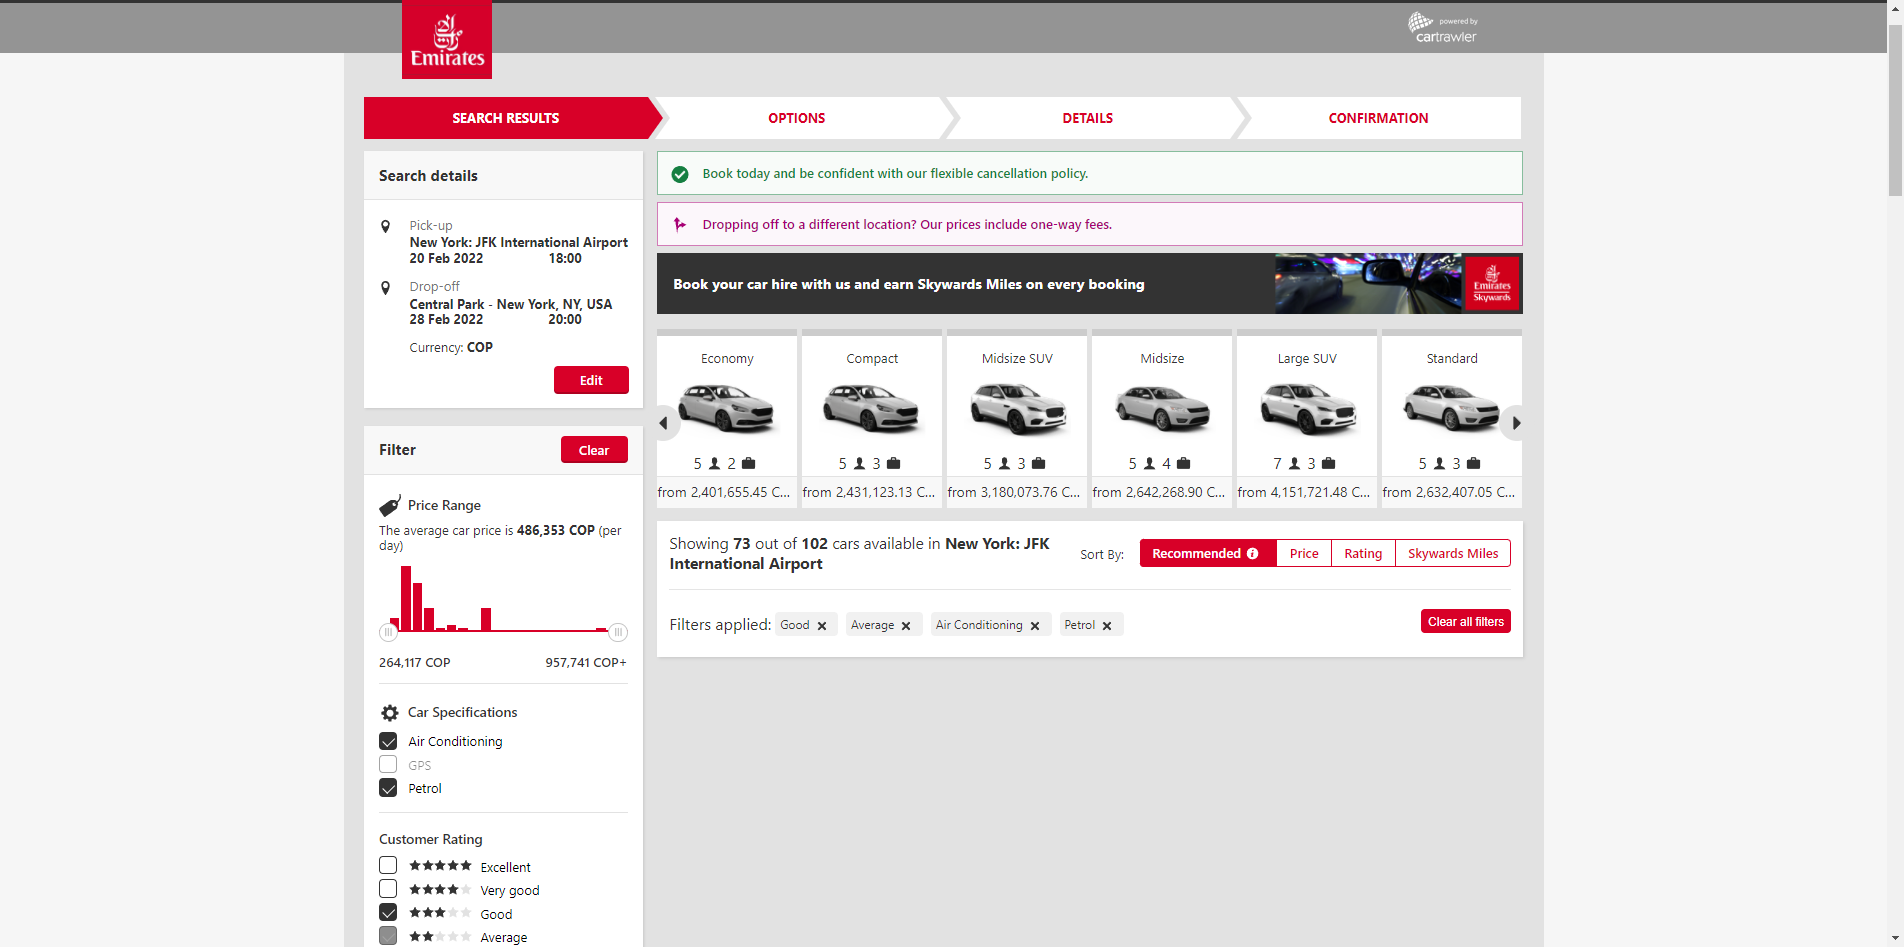 Emirates
powered by
cartrawler
SEARCH RESULTS
OPTIONS
DETAILS
CONFIRMATION
Search details
Pick-up
New York: JFK International Airport
20 Feb 2022 18:00
Drop-off
Central Park - New York, NY, USA
28 Feb 2022 20:00
Currency: COP
Edit
Filter
Clear
Price Range
The average car price is 486,353 COP (per
day)
264,117 COP 957,741 COP+
Car Specifications
Air Conditioning
GPS
Petrol
Customer Rating
Excellent
Very good
Good
Average
Book today and be confident with our flexible cancellation policy.
Dropping off to a different location? Our prices include one-way fees.
Book your car hire with us and earn Skywards Miles on every booking
Emirates
Skywards
Economy
5 2
from 2,401,655.45 C...
Compact
5 3
from 2,431,123.13 C...
Midsize SUV
5 3
from 3,180,073.76 C...
Midsize
5 4
from 2,642,268.90 C...
Large SUV
7 3
from 4,151,721.48 C...
Standard
5 3
from 2,632,407.05 C...
Showing 73 out of 102 cars available in New York: JFK
International Airport
Sort By:
Recommended
Price
Rating
Skywards Miles
Filters applied: Good Average Air Conditioning Petrol
Clear all filters